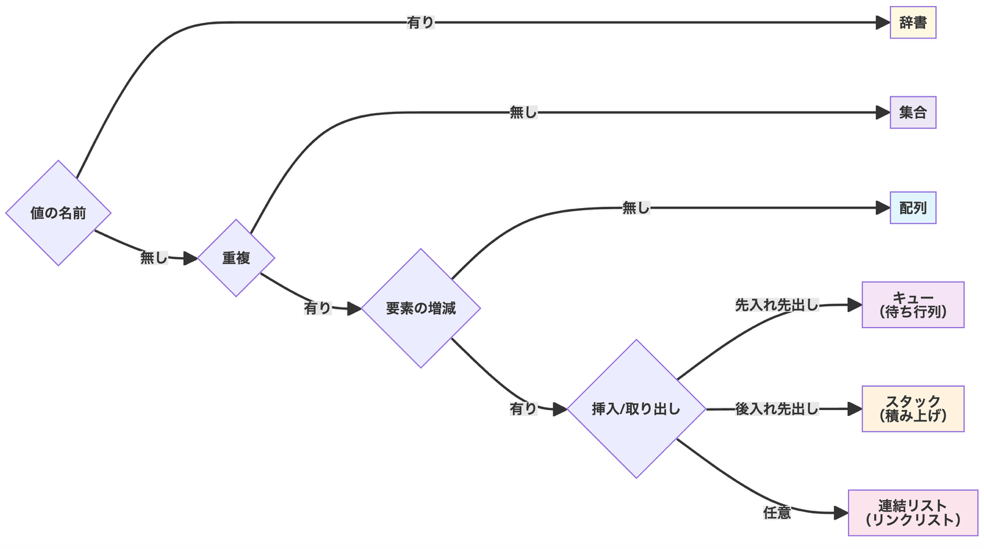 有り
辞書
無し
集合
値の名前
無し
配列
無し
重複
有り
要素の増減
先入れ先出し
キュー
（待ち行列）
有り
挿入/取り出し
後入れ先出し
スタック
（積み上げ）
任意
連結リスト
（リンクリスト）